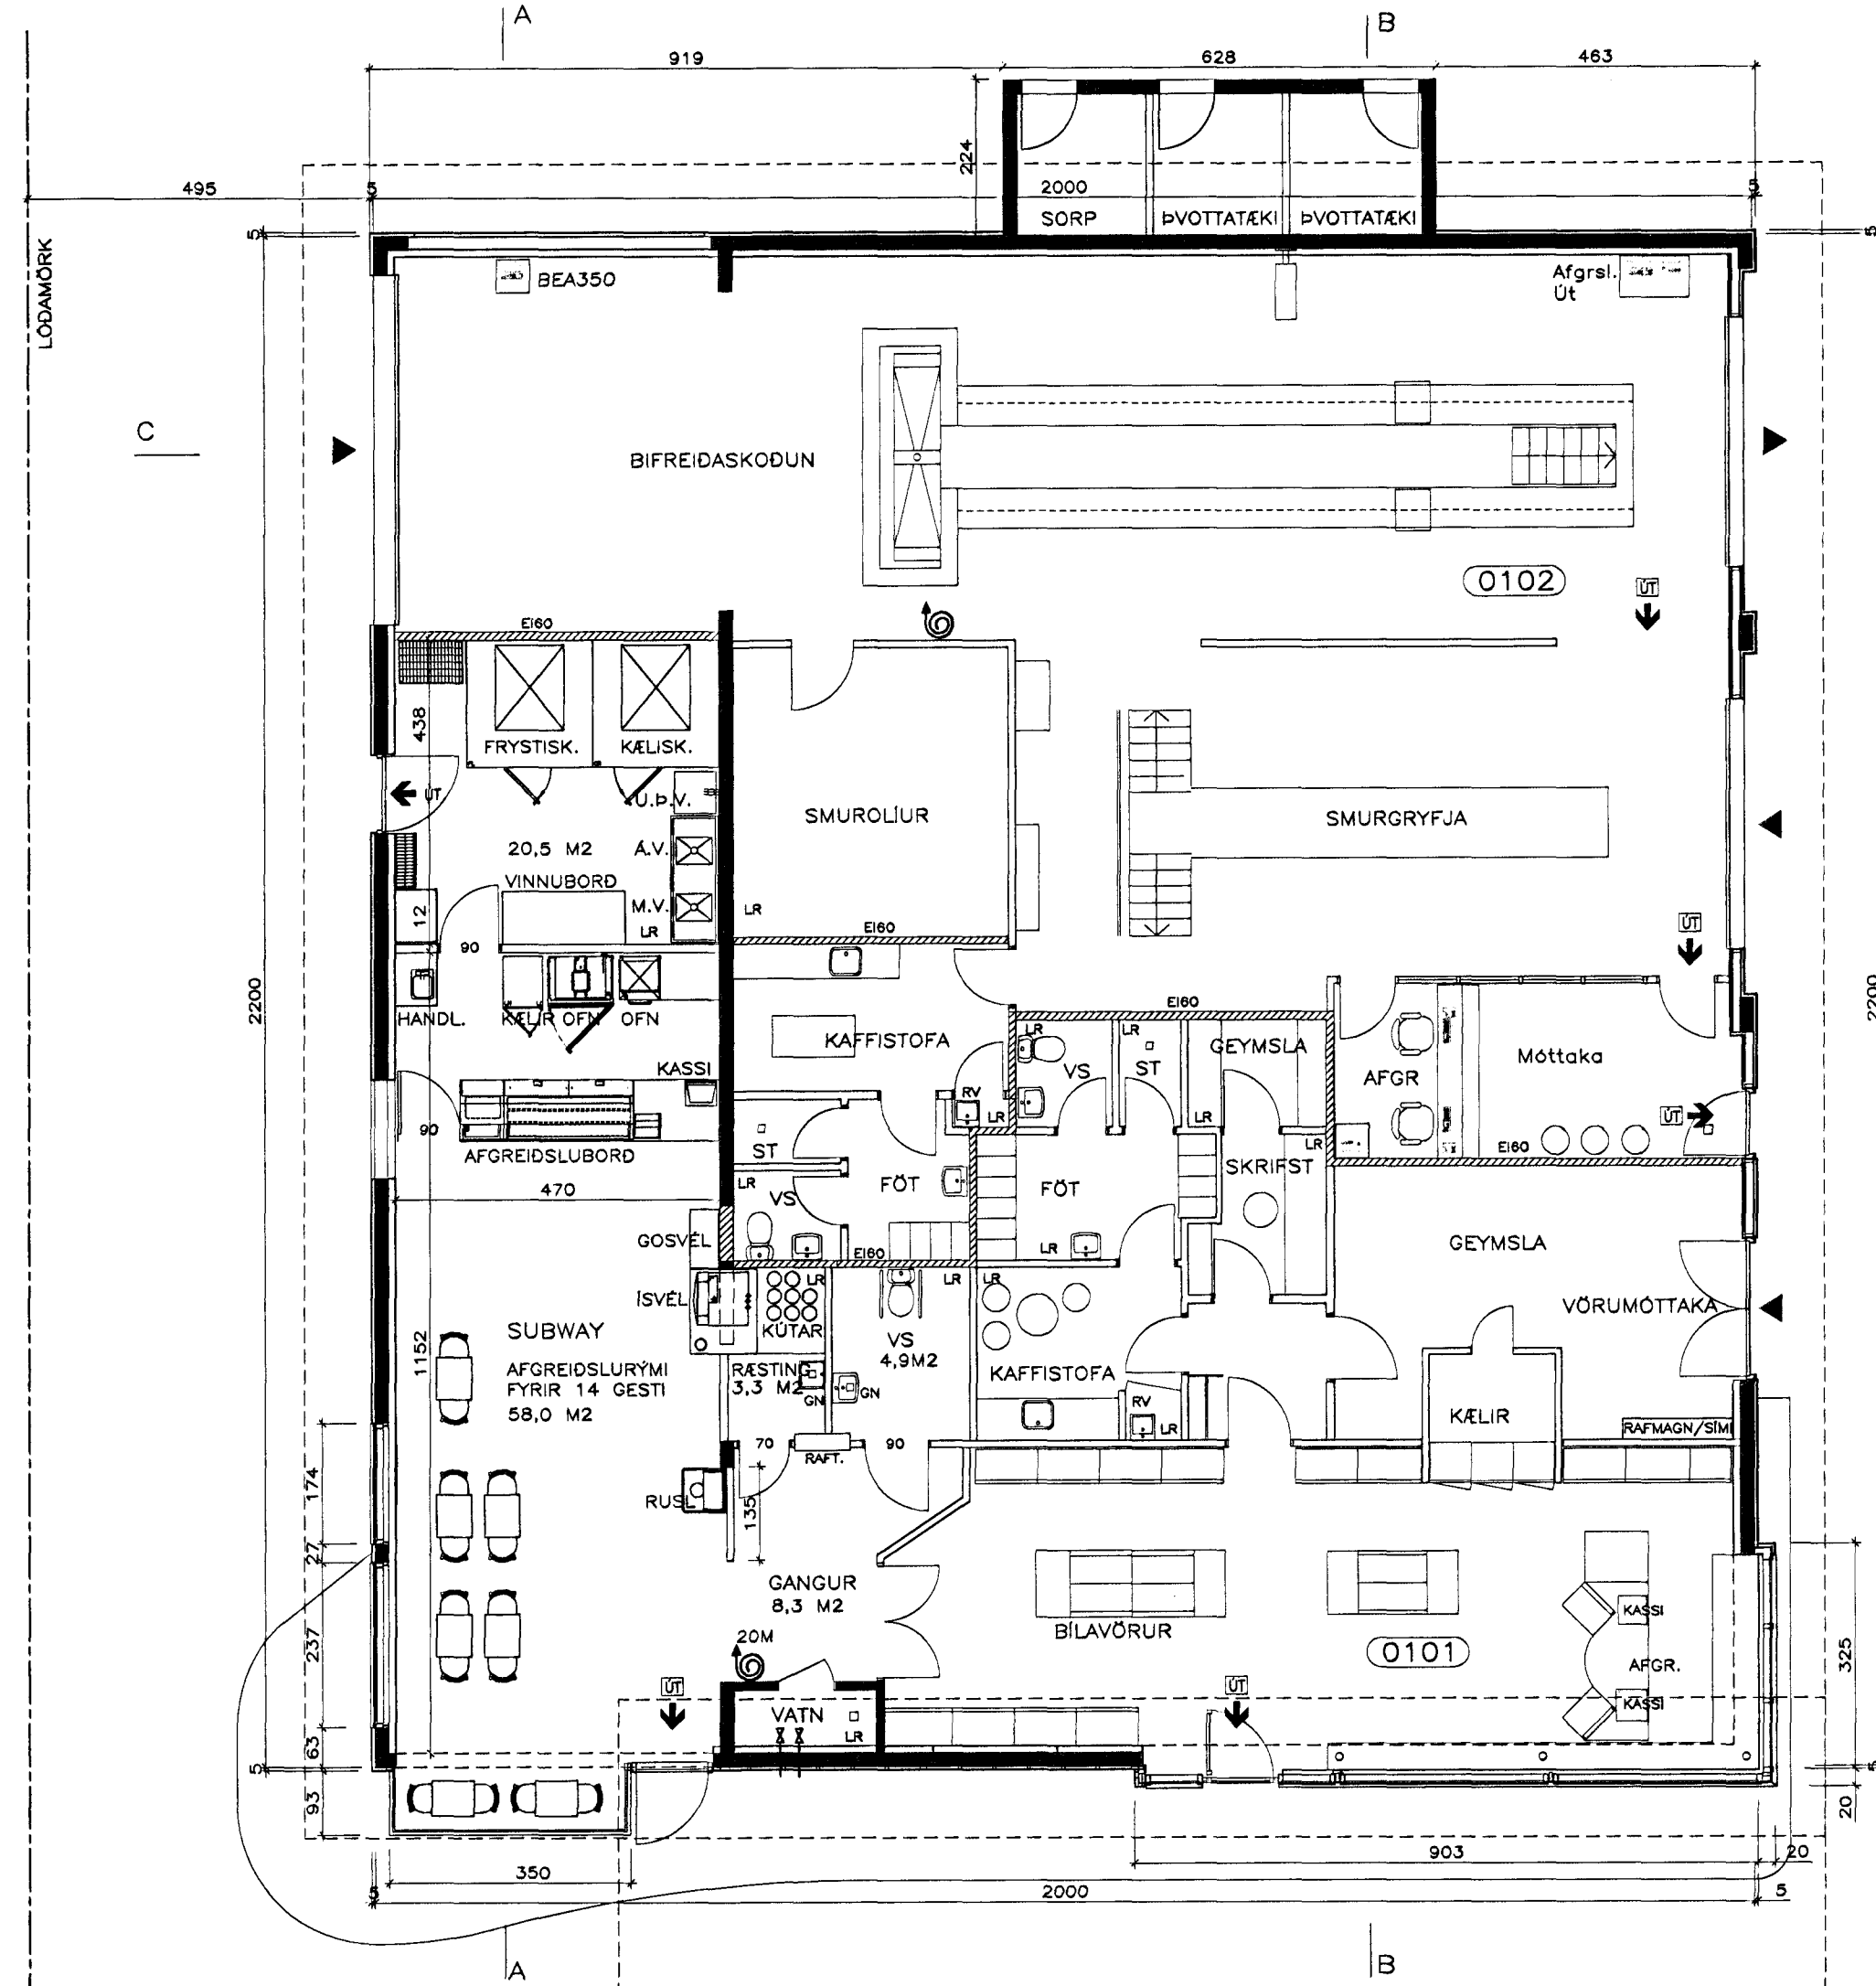 A
B
919
628
463
224
495
5
2000
5
SORP
ÞVOTTATÆKI
ÞVOTTATÆKI
5
5
LÓÐAMÖRK
BEA350
Afgrsl.
Út
C
BIFREIÐASKOÐUN
0102
ÚT
EI60
438
FRYSTISK.
KÆLISK.
ÚT
U.Þ.V.
SMUROLÍUR
SMURGRYFJA
20,5 M2
Á.V.
VINNUBORÐ
M.V.
LR
12
90
LR
EI60
ÚT
2200
2200
HANDL.
KÆLIR
OFN
OFN
EI60
KAFFISTOFA
LR
VS
LR
ST
GEYMSLA
Móttaka
AFGR
KASSI
RV
LR
LR
ÚT
90
AFGREIÐSLUBORÐ
ST
LR
EI60
470
LR
VS
FÖT
FÖT
SKRIFST
GOSVÉL
EI60
LR
GEYMSLA
ÍSVÉL
LR
KÚTAR
LR
LR
VÖRUMÓTTAKA
SUBWAY
1152
VS
4,9M2
AFGREIÐSLURÝMI
FYRIR 14 GESTI
58,0 M2
RÆSTING
3,3 M2
GN
GN
KAFFISTOFA
RV
LR
KÆLIR
RAFMAGN/SÍMI
70
RAFT.
90
174
RUSL
135
27
GANGUR
8,3 M2
BÍLAVÖRUR
KASSI
0101
237
20M
325
AFGR.
ÚT
ÚT
KASSI
VATN
LR
63
5
5
93
20
350
903
20
5
2000
5
A
B